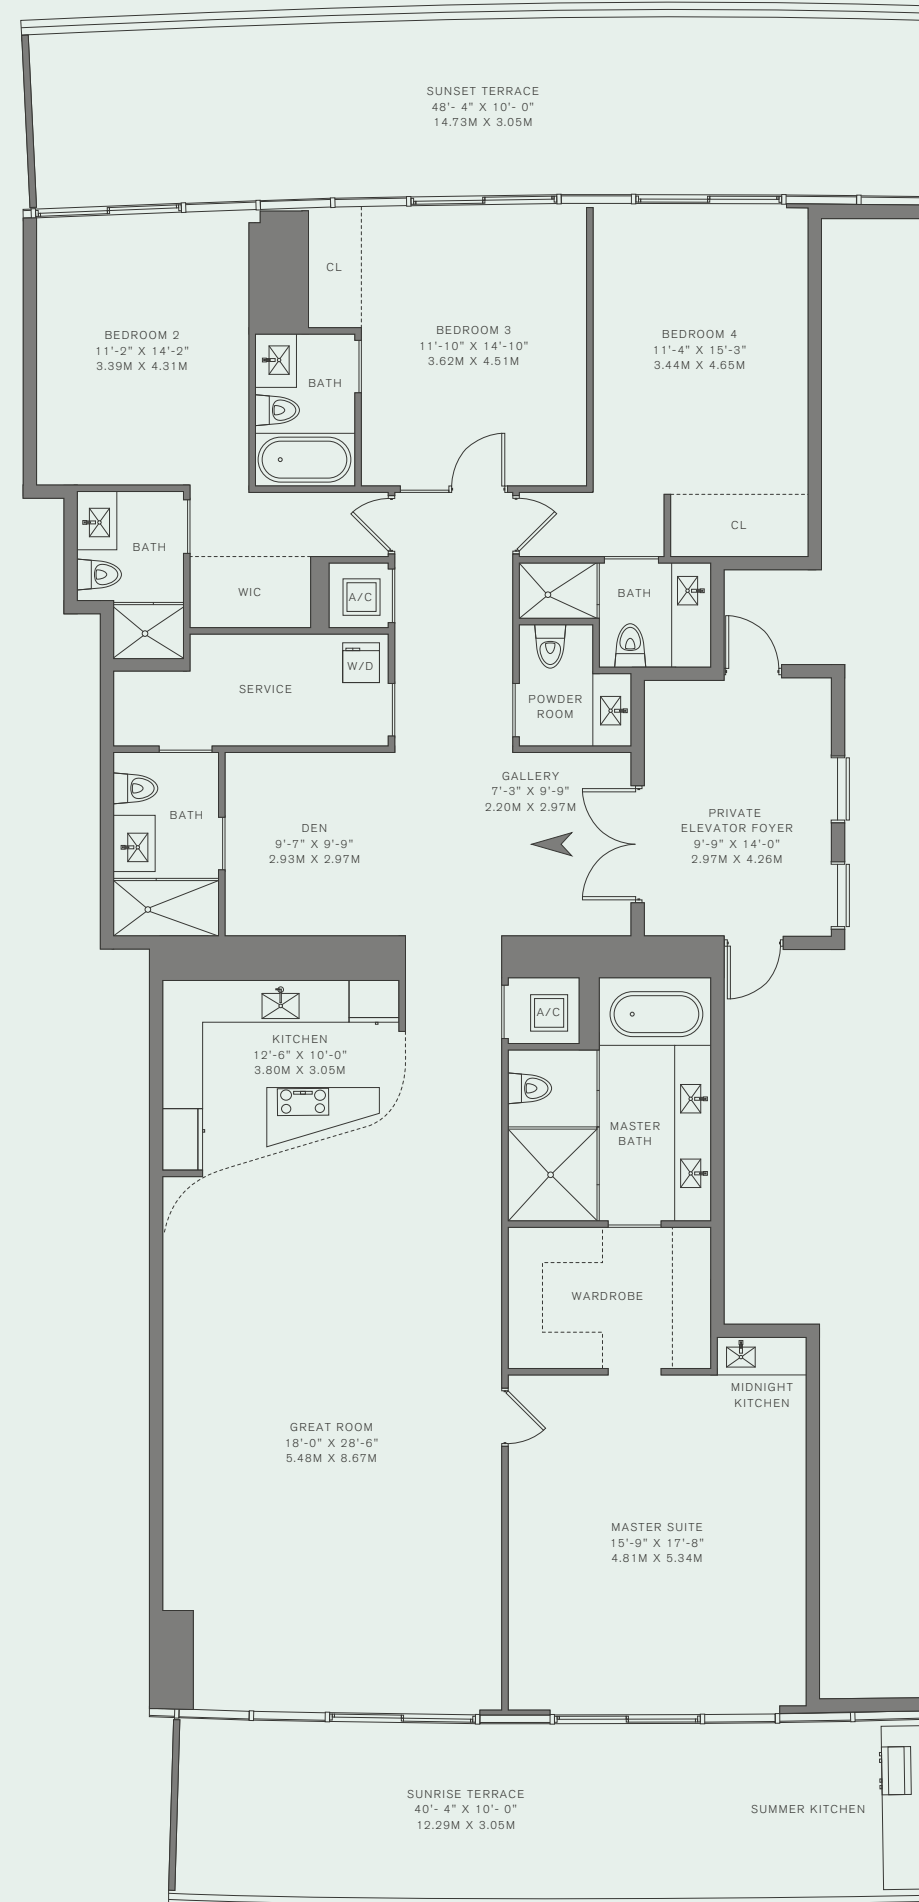 SUNSET TERRACE
48'- 4" X 10'- 0"
14.73M X 3.05M
CL
BEDROOM 2
11'-2" X 14'-2"
3.39M X 4.31M
BEDROOM 3
11'-10" X 14'-10"
3.62M X 4.51M
BEDROOM 4
11'-4" X 15'-3"
3.44M X 4.65M
BATH
CL
BATH
WIC
A/C
BATH
W/D
SERVICE
POWDER
ROOM
GALLERY
7'-3" X 9'-9"
2.20M X 2.97M
BATH
DEN
9'-7" X 9'-9"
2.93M X 2.97M
PRIVATE
ELEVATOR FOYER
9'-9" X 14'-0"
2.97M X 4.26M
A/C
KITCHEN
12'-6" X 10'-0"
3.80M X 3.05M
MASTER
BATH
WARDROBE
MIDNIGHT
KITCHEN
GREAT ROOM
18'-0" X 28'-6"
5.48M X 8.67M
MASTER SUITE
15'-9" X 17'-8"
4.81M X 5.34M
SUNRISE TERRACE
40'- 4" X 10'- 0"
12.29M X 3.05M
SUMMER KITCHEN